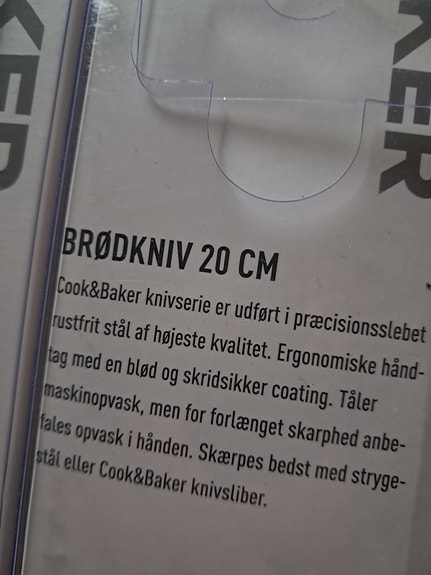 KER
KER
BRØDKNIV 20 CM
Cook&Baker knivserie er udført i præcisionsslebet
rustfrit stål af højeste kvalitet. Ergonomiske hånd-
tag med en blød og skridsikker coating. Tåler
maskinopvask, men for forlænget skarphed anbe-
fales opvask i hånden. Skærpes bedst med stryge-
stål eller Cook&Baker knivsliber.